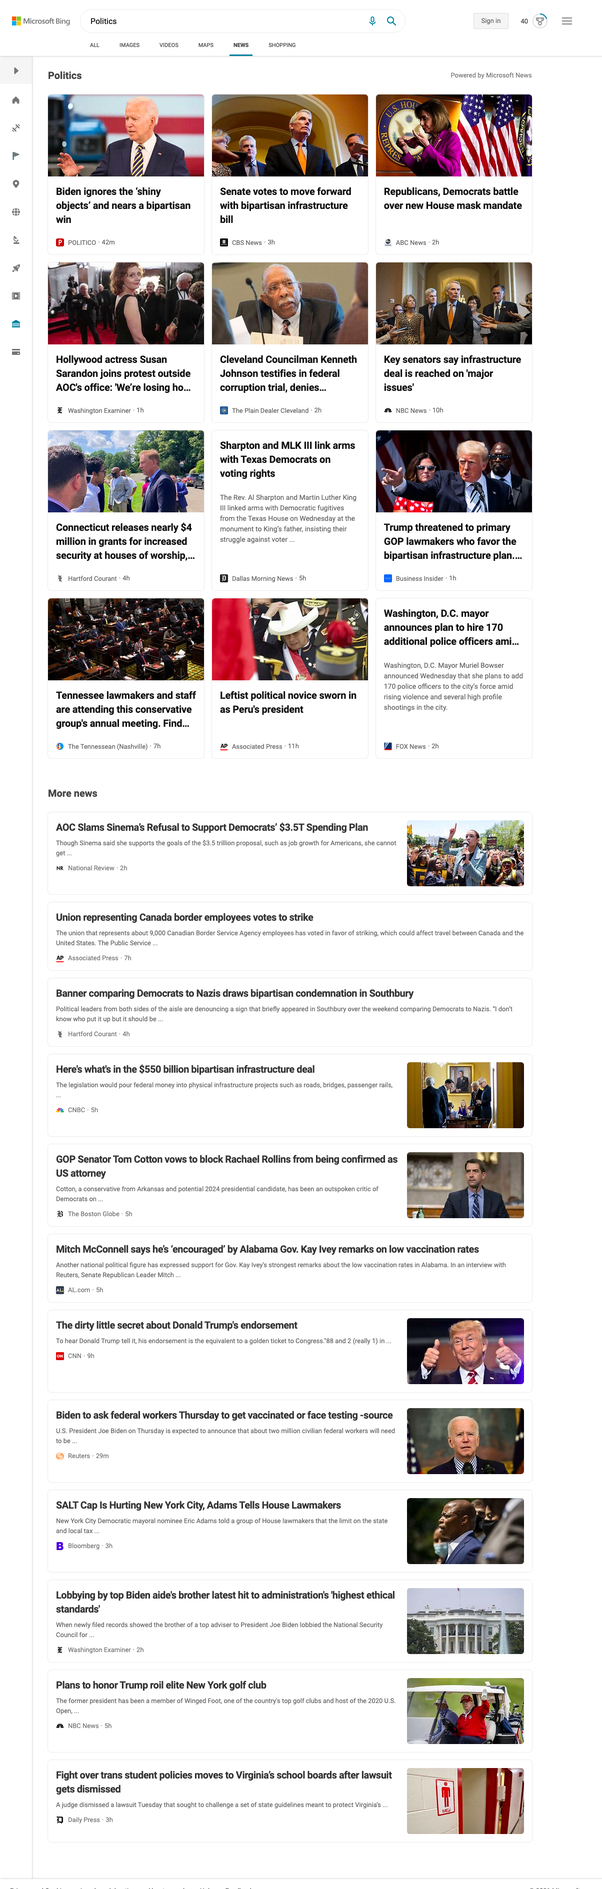 Microsoft Bing
Politics
Sign in
40
ALL
IMAGES
VIDEOS
MAPS
NEWS
SHOPPING
Politics
Powered by Microsoft News
Biden ignores the 'shiny
objects' and nears a bipartisan
win
POLITICO · 42m
Senate votes to move forward
with bipartisan infrastructure
bill
CBS News · 3h
Republicans, Democrats battle
over new House mask mandate
ABC News · 2h
Hollywood actress Susan
Sarandon joins protest outside
AOC's office: 'We're losing ho...
Washington Examiner · 1h
Cleveland Councilman Kenneth
Johnson testifies in federal
corruption trial, denies...
The Plain Dealer Cleveland · 2h
Key senators say infrastructure
deal is reached on 'major
issues'
NBC News · 10h
Connecticut releases nearly $4
million in grants for increased
security at houses of worship,...
Hartford Courant · 4h
Sharpton and MLK III link arms
with Texas Democrats on
voting rights
The Rev. Al Sharpton and Martin Luther King
III linked arms with Democratic fugitives
from the Texas House on Wednesday at the
monument to King's father, insisting their
struggle against voter ...
Dallas Morning News · 5h
Trump threatened to primary
GOP lawmakers who favor the
bipartisan infrastructure plan....
Business Insider · 1h
Tennessee lawmakers and staff
are attending this conservative
group's annual meeting. Find...
The Tennessean (Nashville) · 7h
Leftist political novice sworn in
as Peru's president
AP
Associated Press · 11h
Washington, D.C. mayor
announces plan to hire 170
additional police officers ami...
Washington, D.C. Mayor Muriel Bowser
announced Wednesday that she plans to add
170 police officers to the city's force amid
rising violence and several high profile
shootings in the city.
FOX News · 2h
More news
AOC Slams Sinema's Refusal to Support Democrats' $3.5T Spending Plan
Though Sinema said she supports the goals of the $3.5 trillion proposal, such as job growth for Americans, she cannot
get ...
NR National Review · 2h
Union representing Canada border employees votes to strike
The union that represents about 9,000 Canadian Border Service Agency employees has voted in favor of striking, which could affect travel between Canada and the
United States. The Public Service ...
AP Associated Press · 7h
Banner comparing Democrats to Nazis draws bipartisan condemnation in Southbury
Political leaders from both sides of the aisle are denouncing a sign that briefly appeared in Southbury over the weekend comparing Democrats to Nazis. "I don't
know who put it up but it should be ...
Hartford Courant · 4h
Here's what's in the $550 billion bipartisan infrastructure deal
The legislation would pour federal money into physical infrastructure projects such as roads, bridges, passenger rails,
...
CNBC · 5h
GOP Senator Tom Cotton vows to block Rachael Rollins from being confirmed as
US attorney
Cotton, a conservative from Arkansas and potential 2024 presidential candidate, has been an outspoken critic of
Democrats on ...
The Boston Globe · 5h
Mitch McConnell says he's 'encouraged' by Alabama Gov. Kay Ivey remarks on low vaccination rates
Another national political figure has expressed support for Gov. Kay Ivey's strongest remarks about the low vaccination rates in Alabama. In an interview with
Reuters, Senate Republican Leader Mitch ...
AL.com · 5h
The dirty little secret about Donald Trump's endorsement
To hear Donald Trump tell it, his endorsement is the equivalent to a golden ticket to Congress."88 and 2 (really 1) in ...
CNN · 9h
Biden to ask federal workers Thursday to get vaccinated or face testing -source
U.S. President Joe Biden on Thursday is expected to announce that about two million civilian federal workers will need
to be ...
Reuters · 29m
SALT Cap Is Hurting New York City, Adams Tells House Lawmakers
New York City Democratic mayoral nominee Eric Adams told a group of House lawmakers that the limit on the state
and local tax ...
B Bloomberg · 3h
Lobbying by top Biden aide's brother latest hit to administration's 'highest ethical
standards'
When newly filed records showed the brother of a top adviser to President Joe Biden lobbied the National Security
Council for ...
Washington Examiner · 2h
Plans to honor Trump roil elite New York golf club
The former president has been a member of Winged Foot, one of the country's top golf clubs and host of the 2020 U.S.
Open, ...
NBC News · 5h
Fight over trans student policies moves to Virginia's school boards after lawsuit
gets dismissed
A judge dismissed a lawsuit Tuesday that sought to challenge a set of state guidelines meant to protect Virginia's ...
Daily Press · 3h